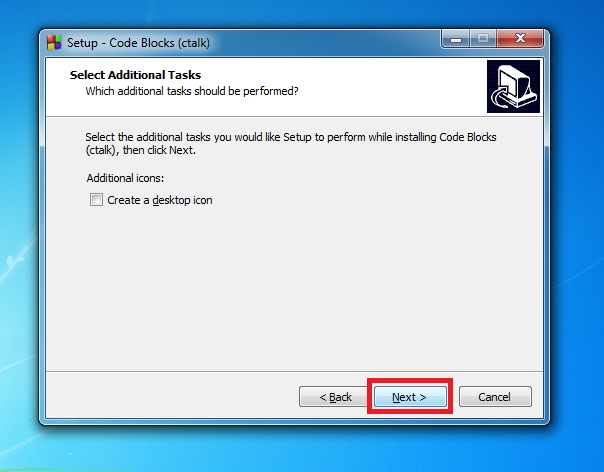 Setup - Code Blocks (ctalk)
Select Additional Tasks
Which additional tasks should be performed?
Select the additional tasks you would like Setup to perform while installing Code Blocks
(ctalk), then click Next.
Additional icons:
Create a desktop icon
< Back Next > Cancel